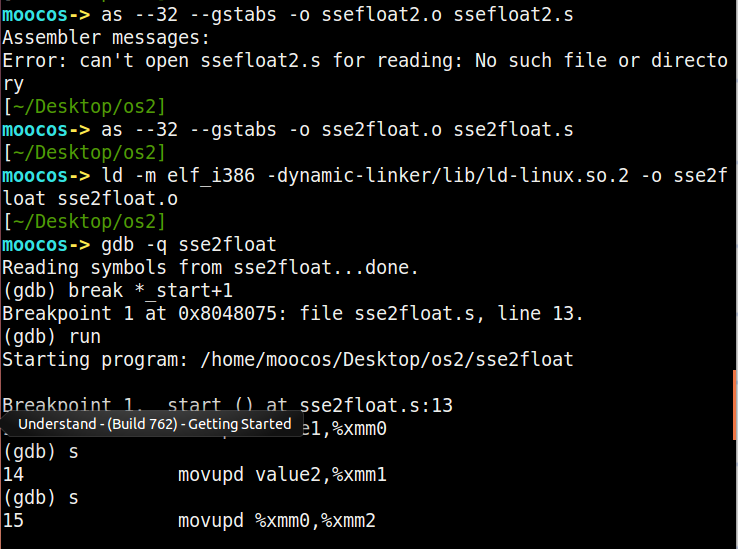 moocos-> as --32 --gstabs -o ssefloat2.o ssefloat2.s
Assembler messages:
Error: can't open ssefloat2.s for reading: No such file or directo
ry
[~/Desktop/os2]
moocos-> as --32 --gstabs -o sse2float.o sse2float.s
[~/Desktop/os2]
moocos-> ld -m elf_i386 -dynamic-linker/lib/ld-linux.so.2 -o sse2f
loat sse2float.o
[~/Desktop/os2]
moocos-> gdb -q sse2float
Reading symbols from sse2float...done.
(gdb) break *_start+1
Breakpoint 1 at 0x8048075: file sse2float.s, line 13.
(gdb) run
Starting program: /home/moocos/Desktop/os2/sse2float
Breakpoint 1, _start () at sse2float.s:13
Understand - (Build 762) - Getting Started
e1,%xmm0
(gdb) s
14 movupd value2,%xmm1
(gdb) s
15 movupd %xmm0,%xmm2